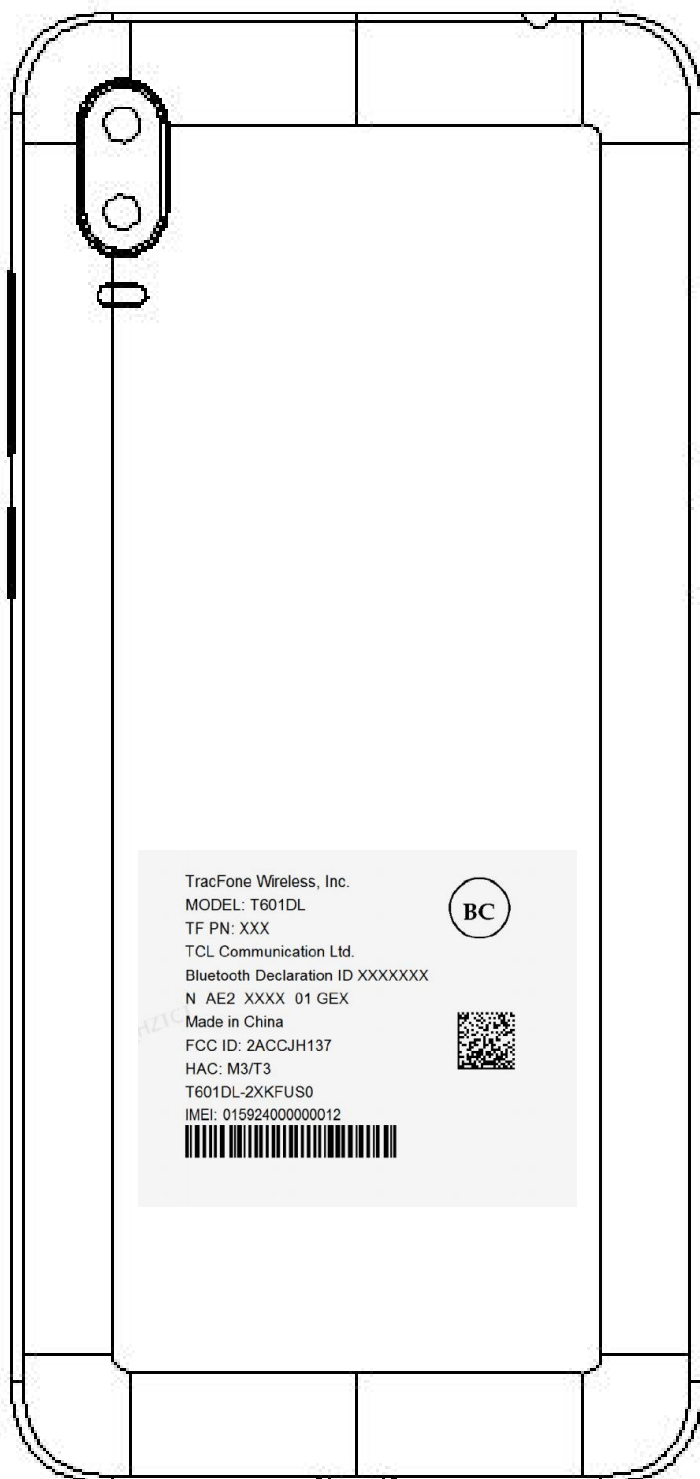 TracFone Wireless, Inc.
MODEL: T601DL
BC
TF PN: XXX
TCL Communication Ltd.
Bluetooth Declaration ID XXXXXXX
N AE2 XXXX 01 GEX
Made in China
FCC ID: 2ACCJH137
HAC: M3/T3
T601DL-2XKFUS0
IMEI: 015924000000012